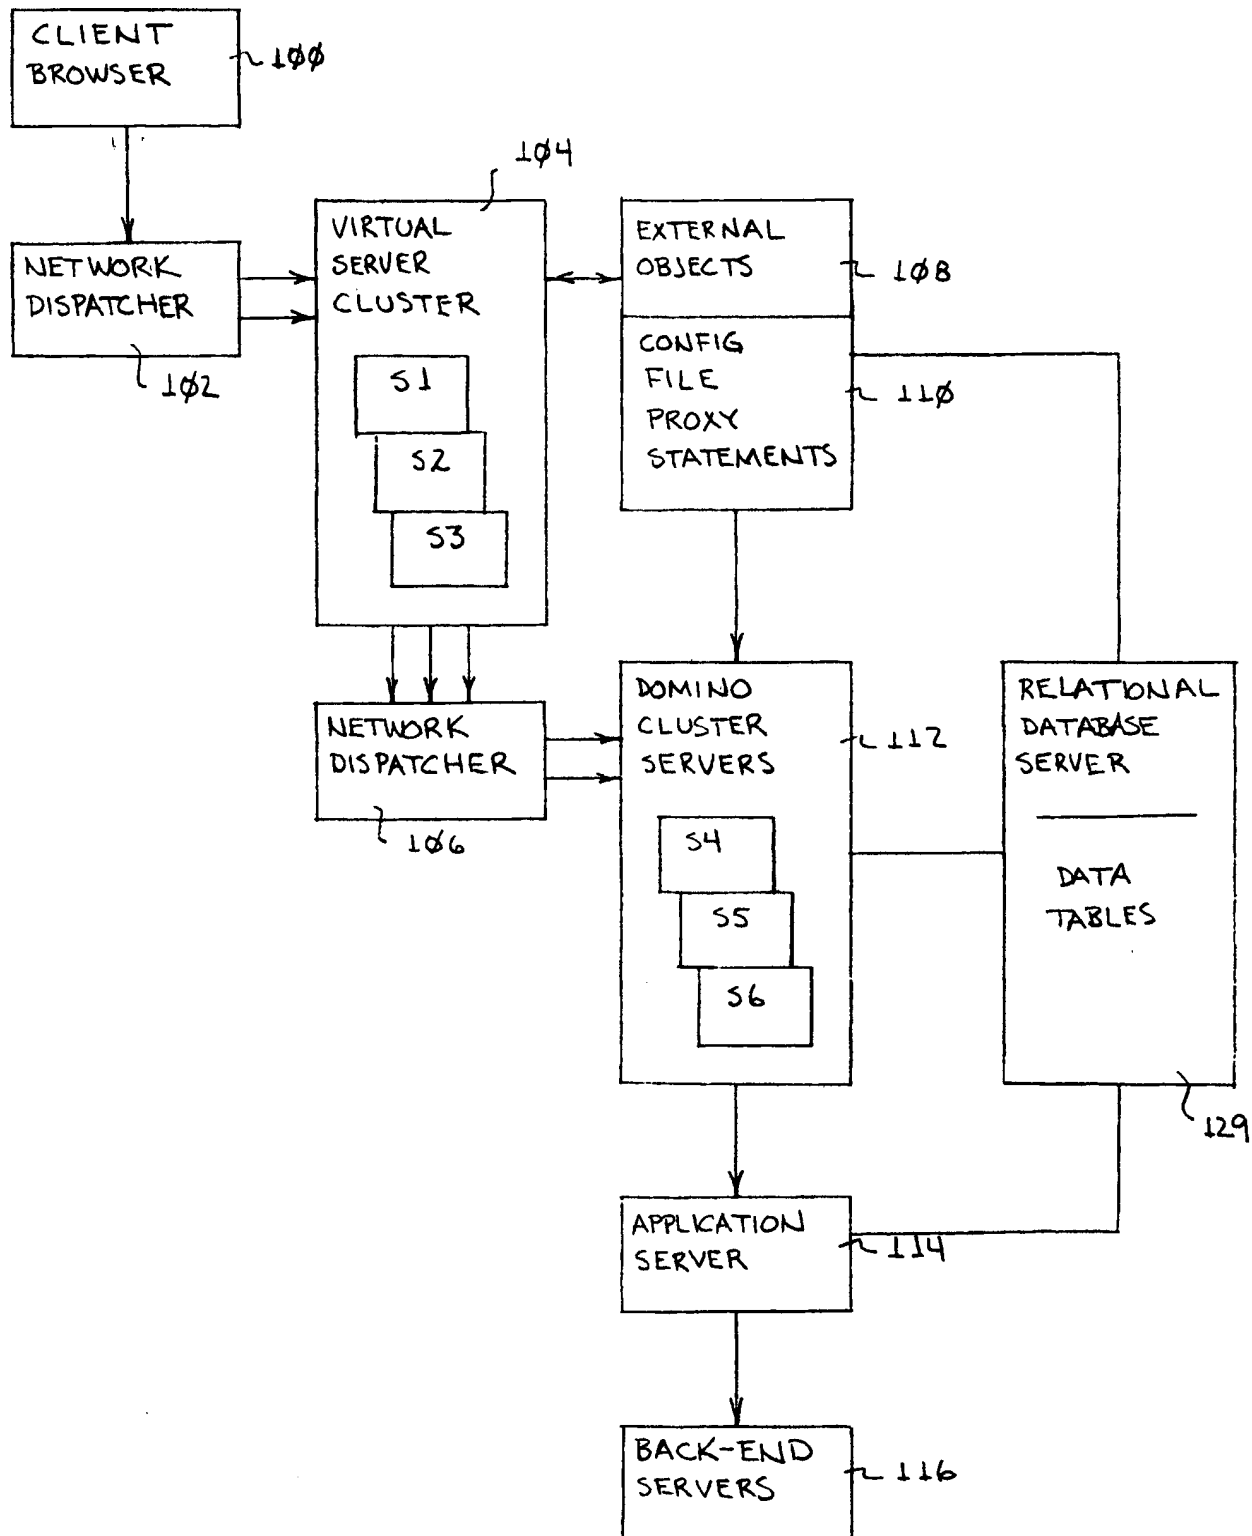 CLIENT
BROWSER
100
104
VIRTUAL
SERVER
CLUSTER
EXTERNAL
OBJECTS
108
NETWORK
DISPATCHER
102
CONFIG
FILE
PROXY
STATEMENTS
110
S1
S2
S3
NETWORK
DISPATCHER
106
DOMINO
CLUSTER
SERVERS
112
RELATIONAL
DATABASE
SERVER
DATA
TABLES
129
S4
S5
S6
APPLICATION
SERVER
114
BACK-END
SERVERS
116